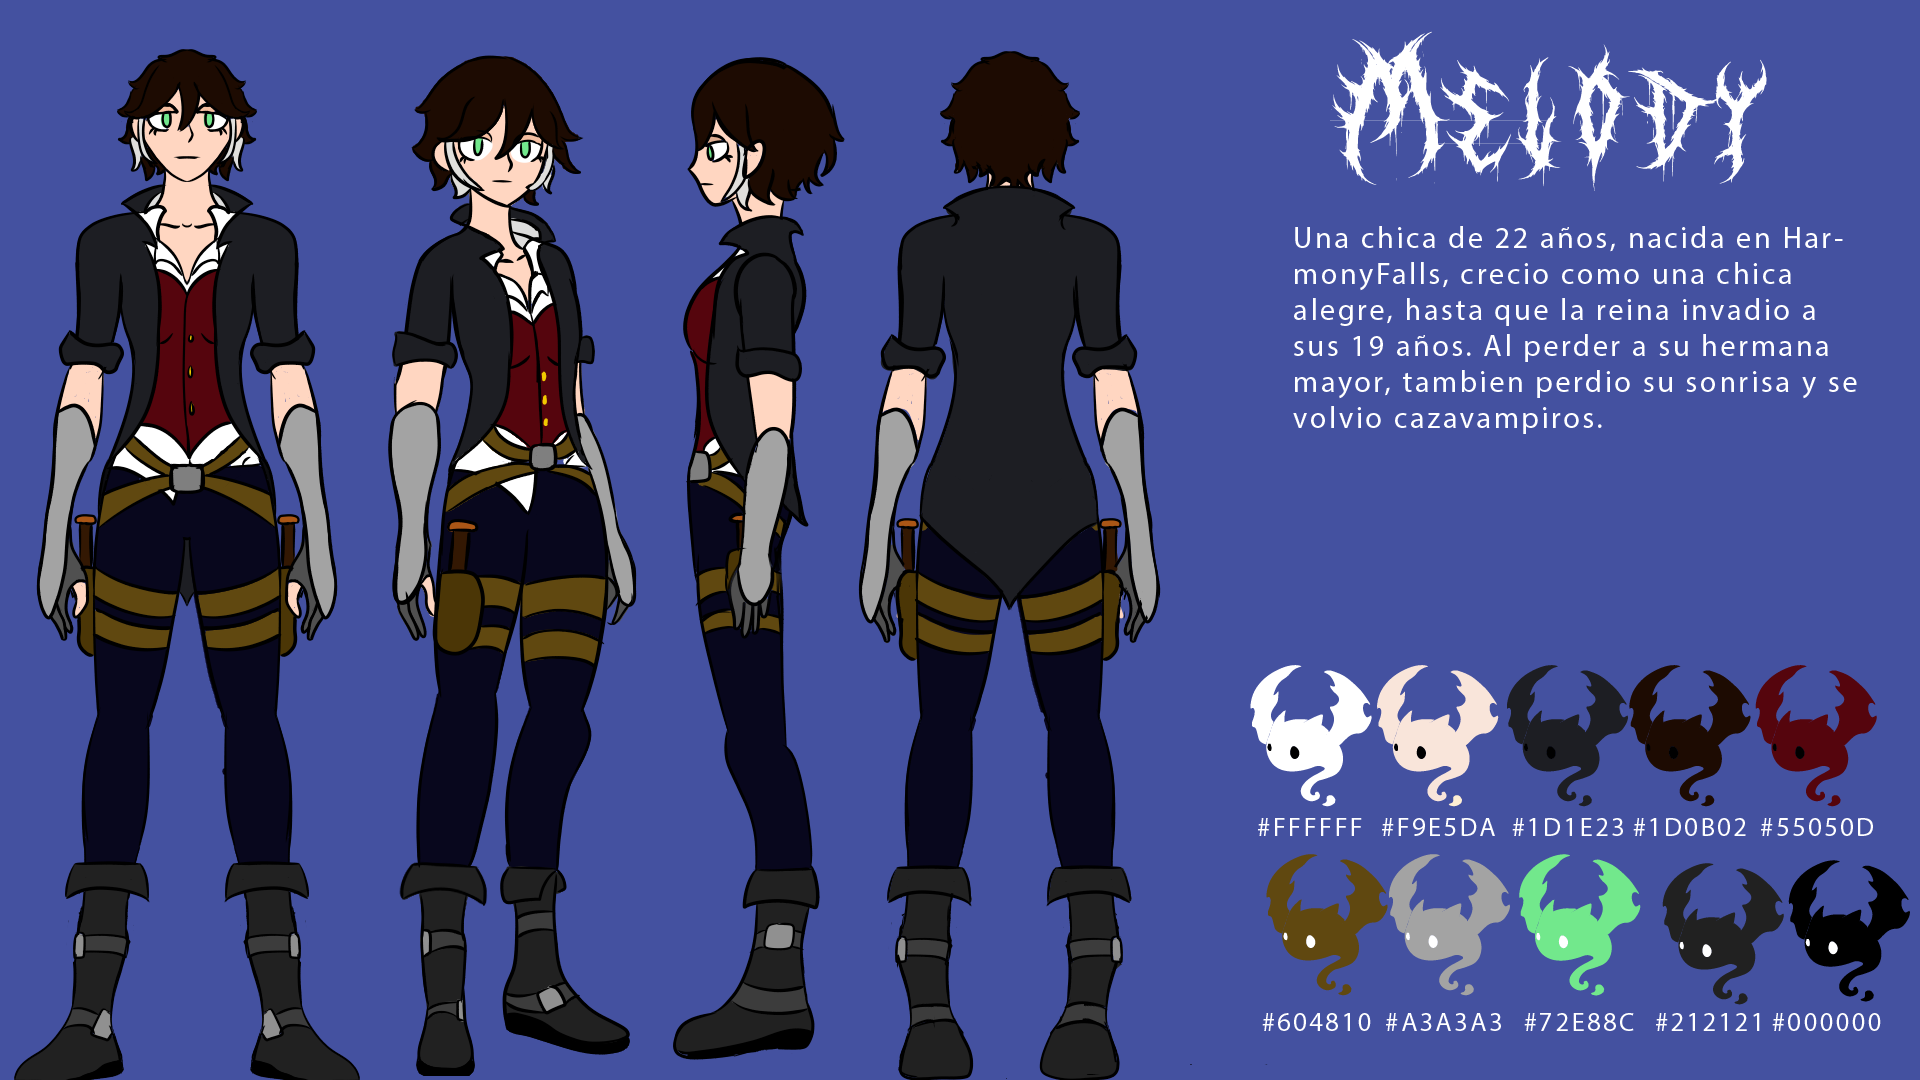 MELODY
Una chica de 22 años, nacida en Har-
monyFalls, crecio como una chica
alegre, hasta que la reina invadio a
sus 19 años. Al perder a su hermana
mayor, tambien perdio su sonrisa y se
volvio cazavampiros.
#FFFFFF #F9E5DA #1D1E23 #1D0B02 #55050D
#604810 #A3A3A3 #72E88C #212121 #000000